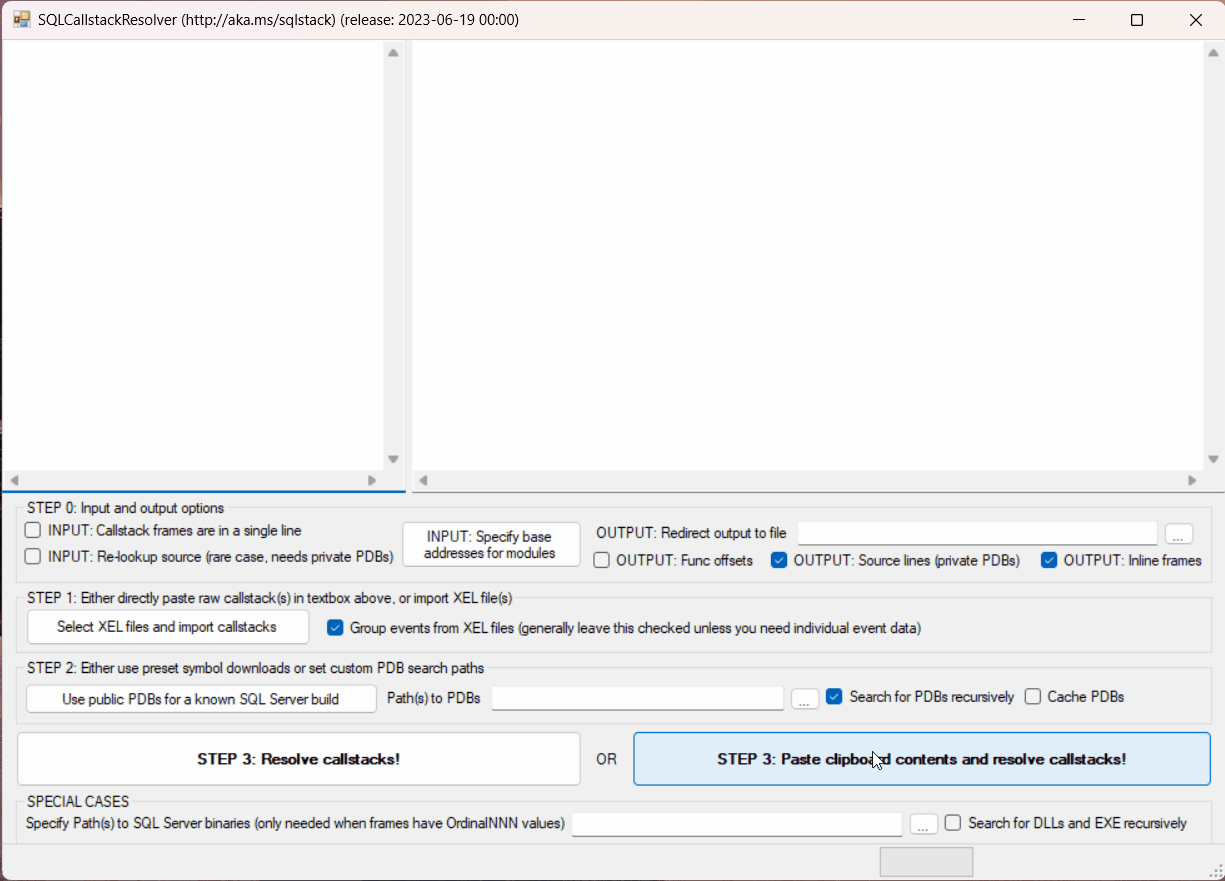 SQLCallstackResolver (http://aka.ms/sqlstack) (release: 2023-06-19 00:00)
STEP 0: Input and output options
INPUT: Callstack frames are in a single line
INPUT: Re-lookup source (rare case, needs private PDBs)
INPUT: Specify base
addresses for modules
OUTPUT: Redirect output to file
...
OUTPUT: Func offsets
OUTPUT: Source lines (private PDBs)
OUTPUT: Inline frames
STEP 1: Either directly paste raw callstack(s) in textbox above, or import XEL file(s)
Select XEL files and import callstacks
Group events from XEL files (generally leave this checked unless you need individual event data)
STEP 2: Either use preset symbol downloads or set custom PDB search paths
Use public PDBs for a known SQL Server build
Path(s) to PDBs
...
Search for PDBs recursively
Cache PDBs
STEP 3: Resolve callstacks!
OR
STEP 3: Paste clipboard contents and resolve callstacks!
SPECIAL CASES
Specify Path(s) to SQL Server binaries (only needed when frames have OrdinalNNN values)
...
Search for DLLs and EXE recursively